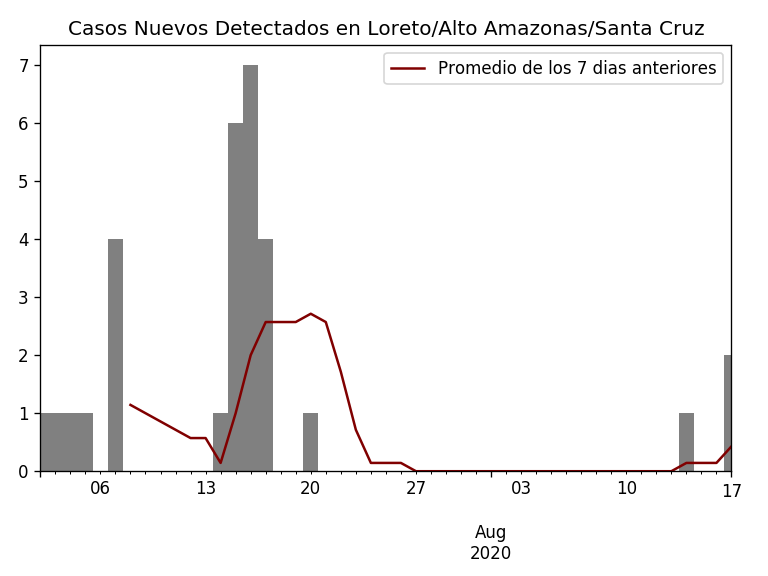 Casos Nuevos Detectados en Loreto/Alto Amazonas/Santa Cruz
Promedio de los 7 dias anteriores
7
6
5
4
3
2
1
0
06 13 20 27 03 10 17
Aug
2020